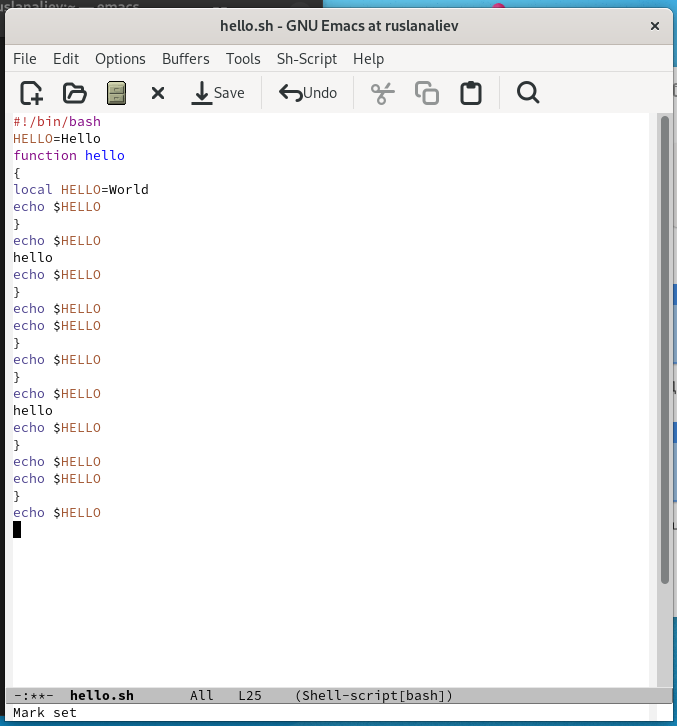 hello.sh - GNU Emacs at ruslanaliev
File Edit Options Buffers Tools Sh-Script Help
Save Undo
#!/bin/bash
HELLO=Hello
function hello
{
local HELLO=World
echo $HELLO
}
echo $HELLO
hello
echo $HELLO
}
echo $HELLO
echo $HELLO
}
echo $HELLO
}
echo $HELLO
hello
echo $HELLO
}
echo $HELLO
echo $HELLO
}
echo $HELLO
-:**- hello.sh All L25 (Shell-script[bash])
Mark set